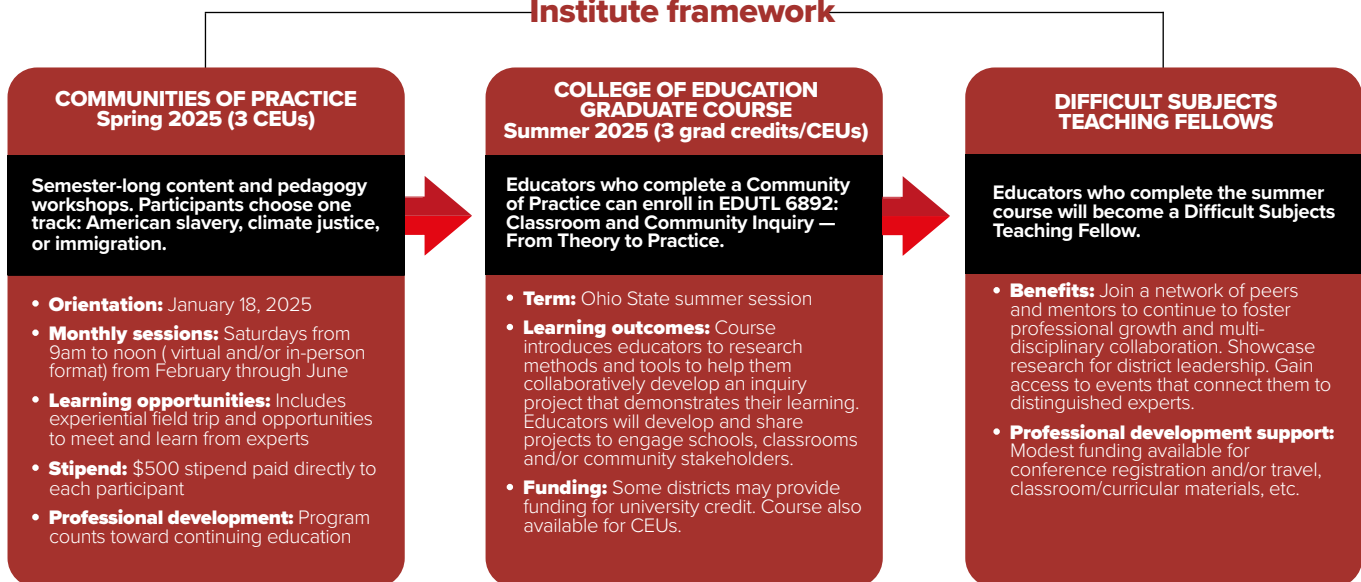 Institute framework
COMMUNITIES OF PRACTICE
Spring 2025 (3 CEUs)
Semester-long content and pedagogy
workshops. Participants choose one
track: American slavery, climate justice,
or immigration.
• Orientation: January 18, 2025
• Monthly sessions: Saturdays from
9am to noon ( virtual and/or in-person
format) from February through June
• Learning opportunities: Includes
experiential field trip and opportunities
to meet and learn from experts
• Stipend: $500 stipend paid directly to
each participant
• Professional development: Program
counts toward continuing education
COLLEGE OF EDUCATION
GRADUATE COURSE
Summer 2025 (3 grad credits/CEUs)
Educators who complete a Community
of Practice can enroll in EDUTL 6892:
Classroom and Community Inquiry —
From Theory to Practice.
• Term: Ohio State summer session
• Learning outcomes: Course
introduces educators to research
methods and tools to help them
collaboratively develop an inquiry
project that demonstrates their learning.
Educators will develop and share
projects to engage schools, classrooms
and/or community stakeholders.
• Funding: Some districts may provide
funding for university credit. Course also
available for CEUs.
DIFFICULT SUBJECTS
TEACHING FELLOWS
Educators who complete the summer
course will become a Difficult Subjects
Teaching Fellow.
• Benefits: Join a network of peers
and mentors to continue to foster
professional growth and multi-
disciplinary collaboration. Showcase
research for district leadership. Gain
access to events that connect them to
distinguished experts.
• Professional development support:
Modest funding available for
conference registration and/or travel,
classroom/curricular materials, etc.